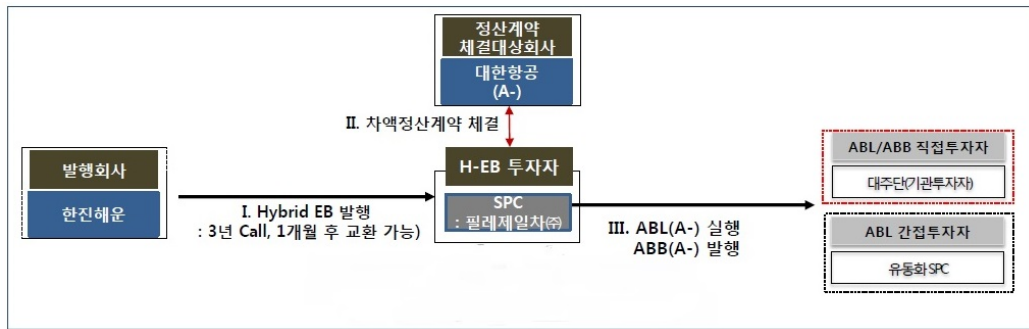 정산계약
체결대상회사
대한항공
(A-)
II. 차액정산계약 체결
발행회사
한진해운
I. Hybrid EB 발행
: 3년 Call, 1개월 후 교환 가능)
H-EB 투자자
SPC
: 필레제일차㈜
III. ABL(A-) 실행
ABB(A-) 발행
ABL/ABB 직접투자자
대주단(기관투자자)
ABL 간접투자자
유동화 SPC